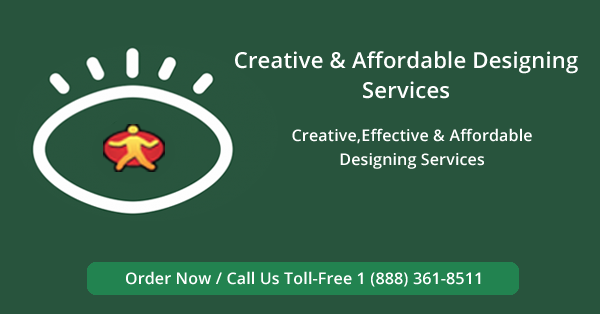 Creative & Affordable Designing
Services
Creative,Effective & Affordable
Designing Services
Order Now / Call Us Toll-Free 1 (888) 361-8511